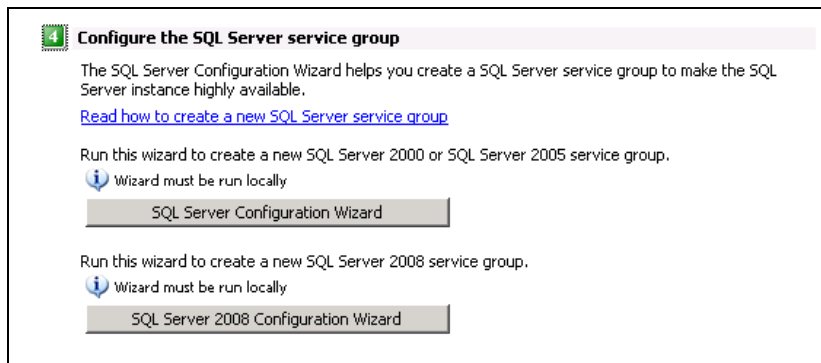 4 Configure the SQL Server service group
The SQL Server Configuration Wizard helps you create a SQL Server service group to make the SQL
Server instance highly available.
Read how to create a new SQL Server service group
Run this wizard to create a new SQL Server 2000 or SQL Server 2005 service group.
i Wizard must be run locally
SQL Server Configuration Wizard
Run this wizard to create a new SQL Server 2008 service group.
i Wizard must be run locally
SQL Server 2008 Configuration Wizard